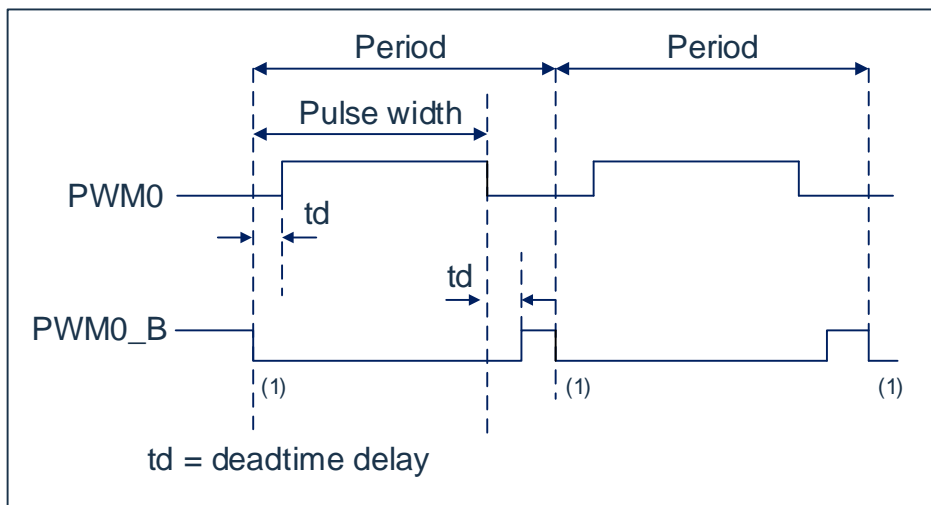 Period Period
Pulse width
PWM0
td
td
PWM0_B
(1) (1) (1)
td = deadtime delay